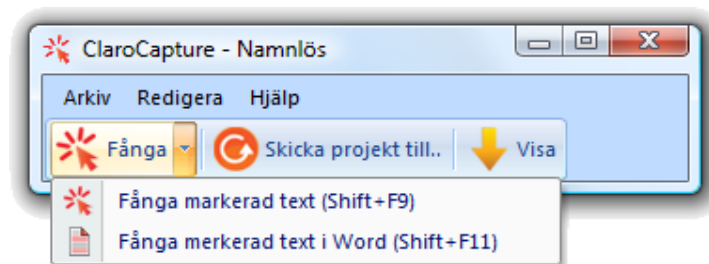 ClaroCapture - Namnlös
Arkiv Redigera Hjälp
Fånga Skicka projekt till.. Visa
Fånga markerad text (Shift+F9)
Fånga merkerad text i Word (Shift+F11)